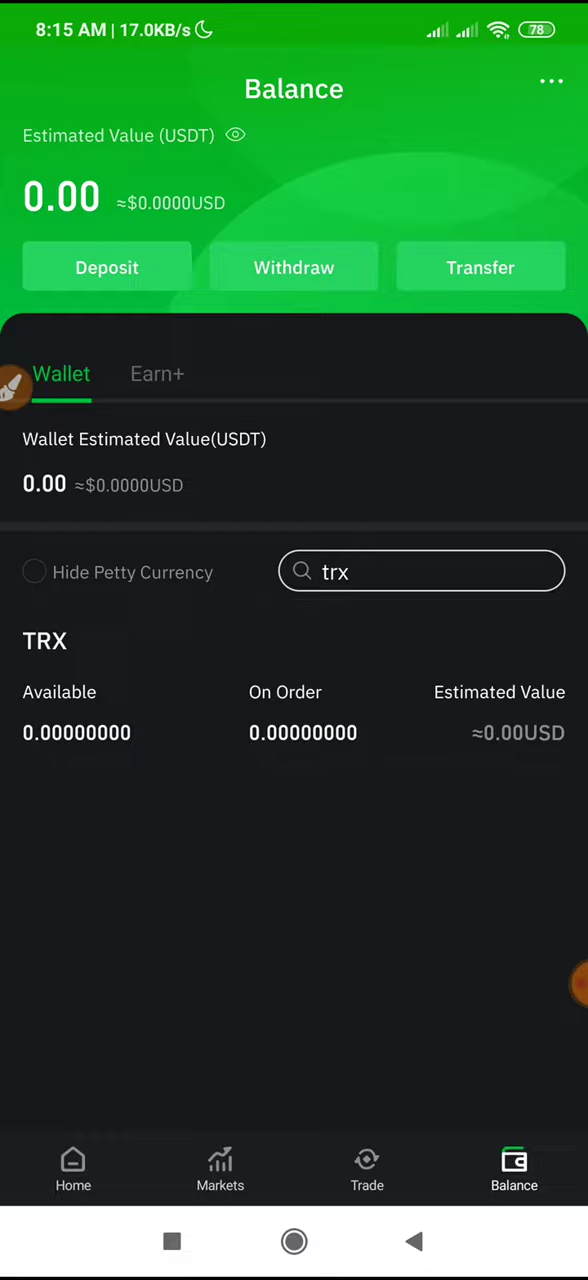 8:15 AM | 17.0KB/s 78
Balance
Estimated Value (USDT)
0.00 ≈$0.0000USD
Deposit Withdraw Transfer
Wallet Earn+
Wallet Estimated Value(USDT)
0.00 ≈$0.0000USD
Hide Petty Currency trx
TRX
Available On Order Estimated Value
0.00000000 0.00000000 ≈0.00USD
Home Markets Trade Balance